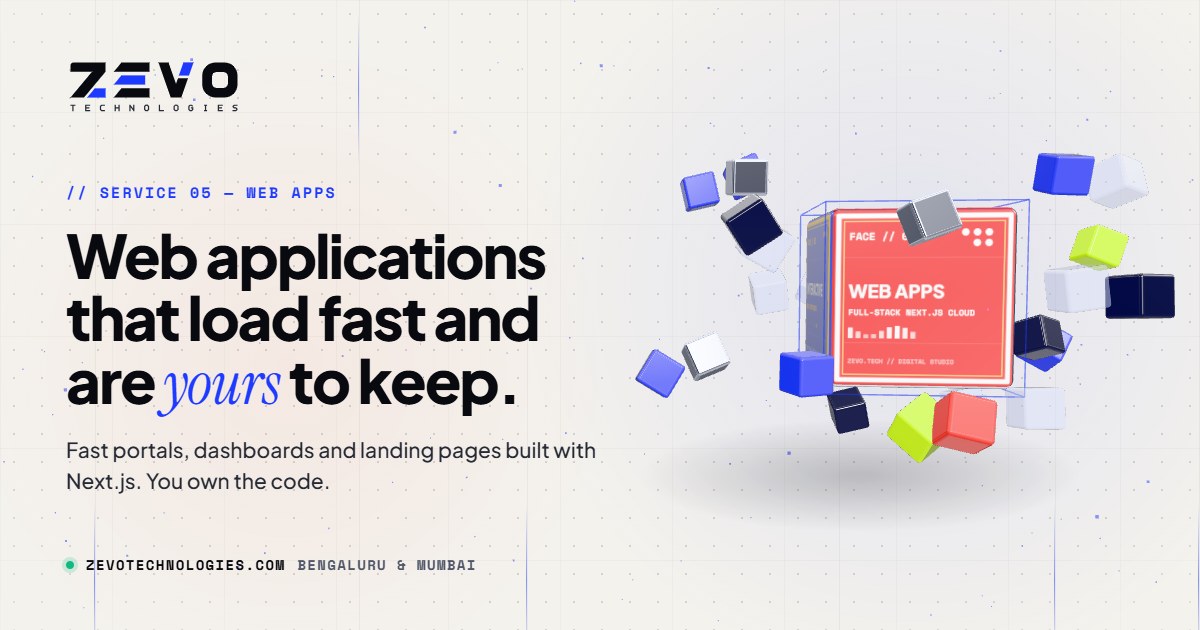 ZEVO
TECHNOLOGIES
// SERVICE 05 — WEB APPS
Web applications
that load fast and
are yours to keep.
Fast portals, dashboards and landing pages built with
Next.js. You own the code.
ZEVOTECHNOLOGIES.COM BENGALURU & MUMBAI
FACE //
WEB APPS
FULL-STACK NEXT.JS CLOUD
ZEVO.TECH // DIGITAL STUDIO